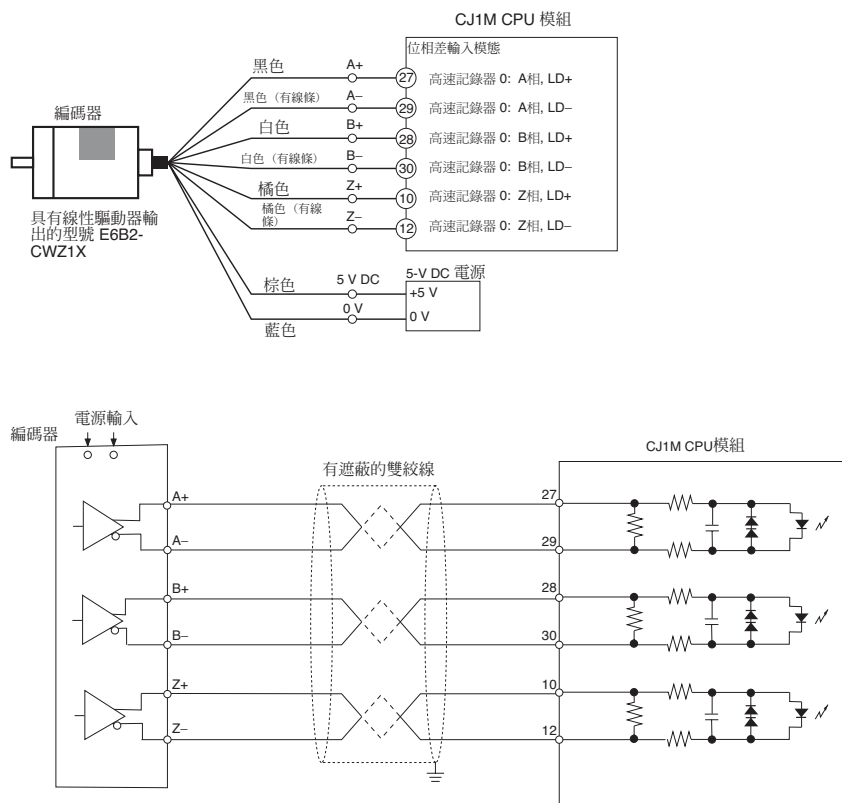 CJ1M CPU 模組
位相差輸入模態
編碼器
具有線性驅動器輸
出的型號 E6B2-
CWZ1X
黑色 A+ 27 高速記錄器 0: A相, LD+
黑色（有線條） A− 29 高速記錄器 0: A相, LD−
白色 B+ 28 高速記錄器 0: B相, LD+
白色（有線條） B− 30 高速記錄器 0: B相, LD−
橘色 Z+ 10 高速記錄器 0: Z相, LD+
橘色（有線
條） Z− 12 高速記錄器 0: Z相, LD−
5-V DC 電源
棕色 5 V DC +5 V
藍色 0 V 0 V
編碼器
電源輸入
有遮蔽的雙絞線
CJ1M CPU模組
A+ 27
A− 29
B+ 28
B− 30
Z+ 10
Z− 12